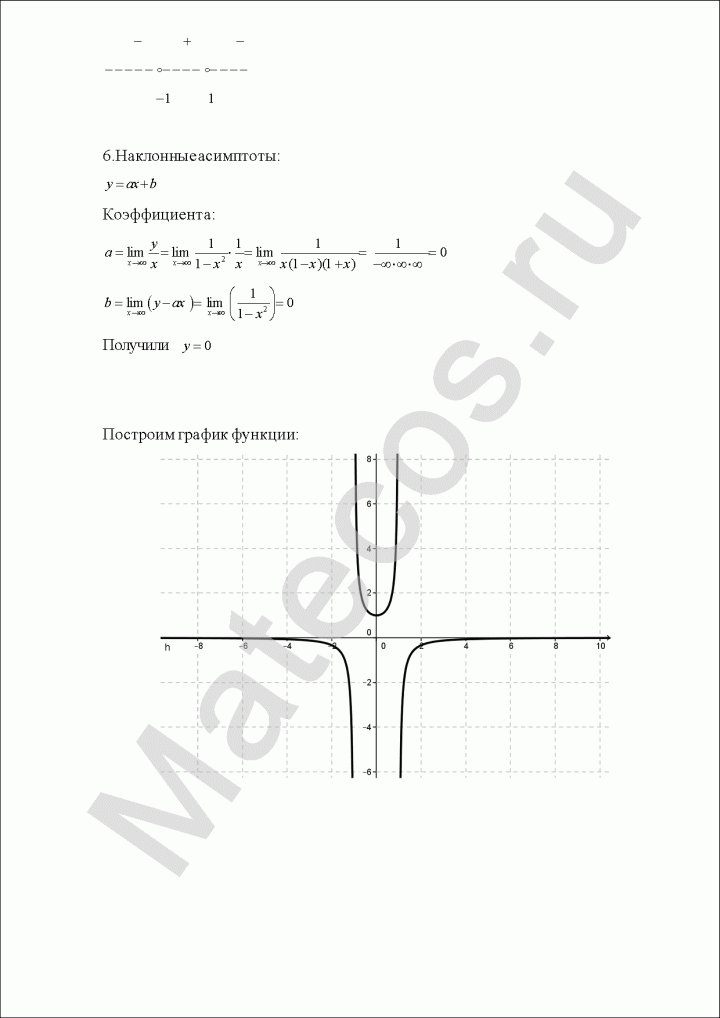 − + −
−−−−− ○−−−− ○−−−−
−1 1
6.Наклонные асимптоты:
y = ax + b
Коэффициента:
a = lim x→∞ y/x = lim x→∞ 1/(1 − x²) · 1/x = lim x→∞ 1/(x(1 − x)(1 + x)) = 1/(−∞·∞·∞) = 0
b = lim x→∞ (y − ax) = lim x→∞ (1/(1 − x²)) = 0
Получили y = 0
Построим график функции:
8
6
4
2
0
h −8 −6 −4 −2 0 2 4 6 8 10
−2
−4
−6
Matecos.ru